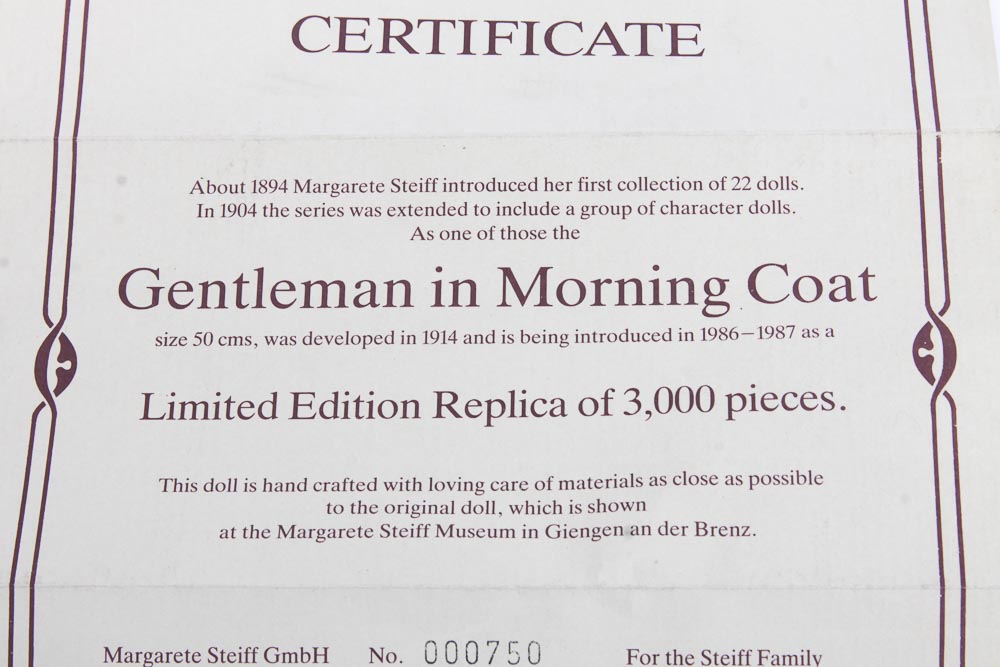 CERTIFICATE
About 1894 Margarete Steiff introduced her first collection of 22 dolls.
In 1904 the series was extended to include a group of character dolls.
As one of those the
Gentleman in Morning Coat
size 50 cms, was developed in 1914 and is being introduced in 1986–1987 as a
Limited Edition Replica of 3,000 pieces.
This doll is hand crafted with loving care of materials as close as possible
to the original doll, which is shown
at the Margarete Steiff Museum in Giengen an der Brenz.
Margarete Steiff GmbH No. 000750 For the Steiff Family